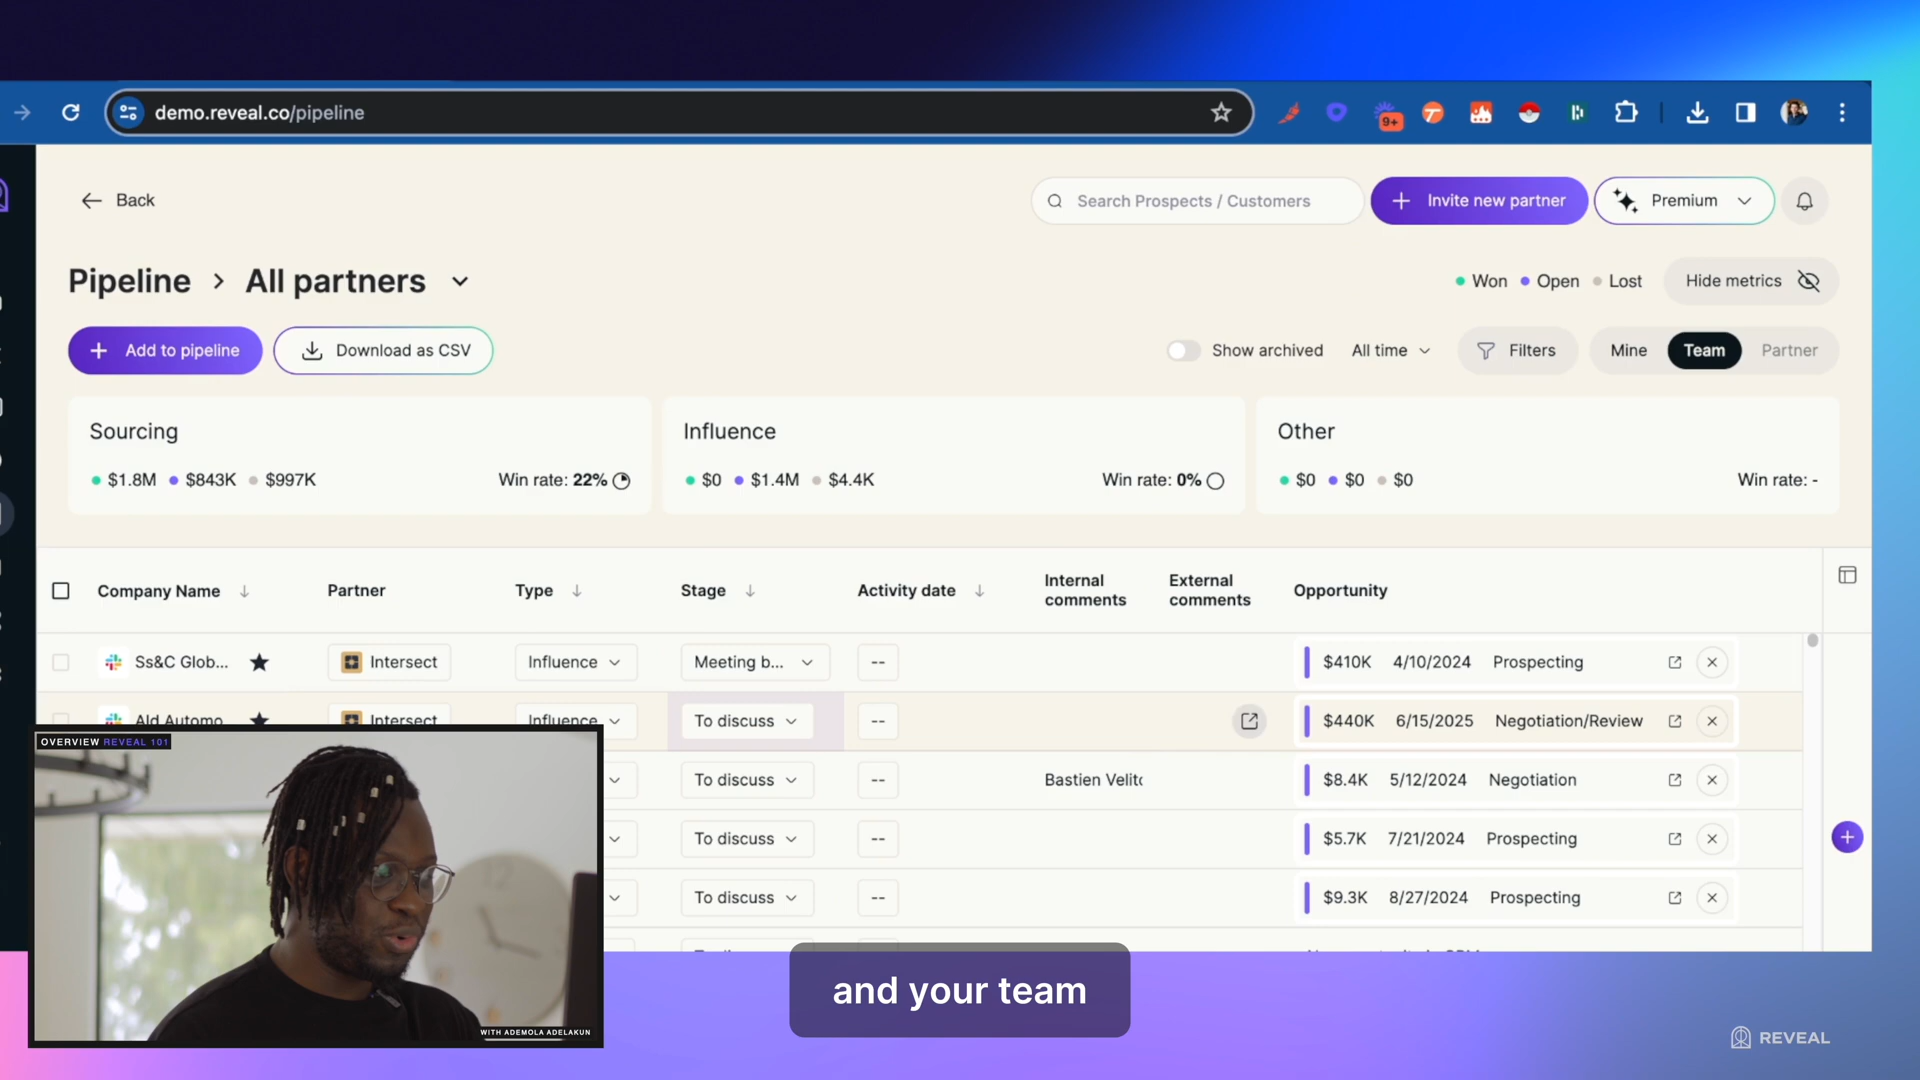 demo.reveal.co/pipeline
9+
Back
Search Prospects / Customers
Invite new partner
Premium
Pipeline > All partners
Won Open Lost
Hide metrics
Add to pipeline
Download as CSV
Show archived
All time
Filters
Mine
Team
Partner
Sourcing
$1.8M $843K $997K
Win rate: 22%
Influence
$0 $1.4M $4.4K
Win rate: 0%
Other
$0 $0 $0
Win rate: -
Company Name Partner Type Stage Activity date Internal comments External comments Opportunity
Ss&C Glob... Intersect Influence Meeting b... -- $410K 4/10/2024 Prospecting
Ald Automo Intersect Influence To discuss -- $440K 6/15/2025 Negotiation/Review
To discuss -- Bastien Velito $8.4K 5/12/2024 Negotiation
To discuss -- $5.7K 7/21/2024 Prospecting
To discuss -- $9.3K 8/27/2024 Prospecting
OVERVIEW REVEAL 101
WITH ADEMOLA ADELAKUN
and your team
REVEAL